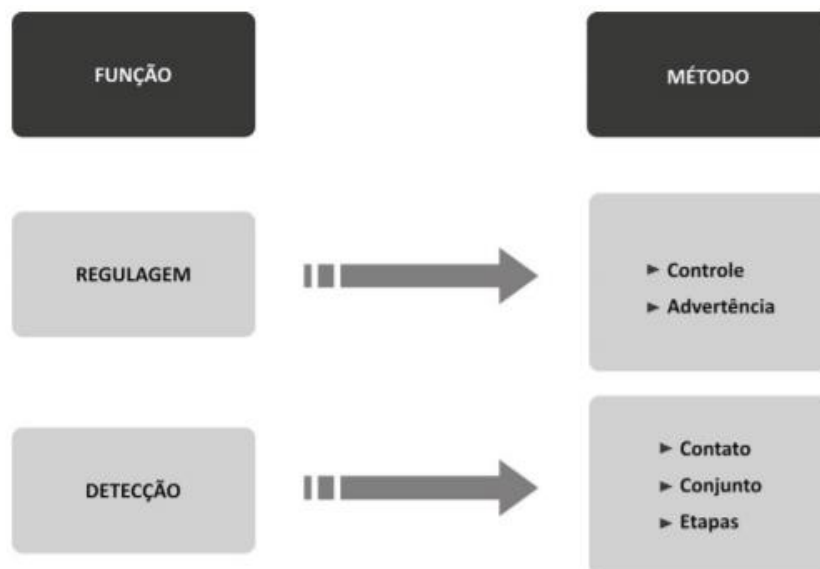 FUNÇÃO
MÉTODO
REGULAGEM
► Controle
► Advertência
DETECÇÃO
► Contato
► Conjunto
► Etapas